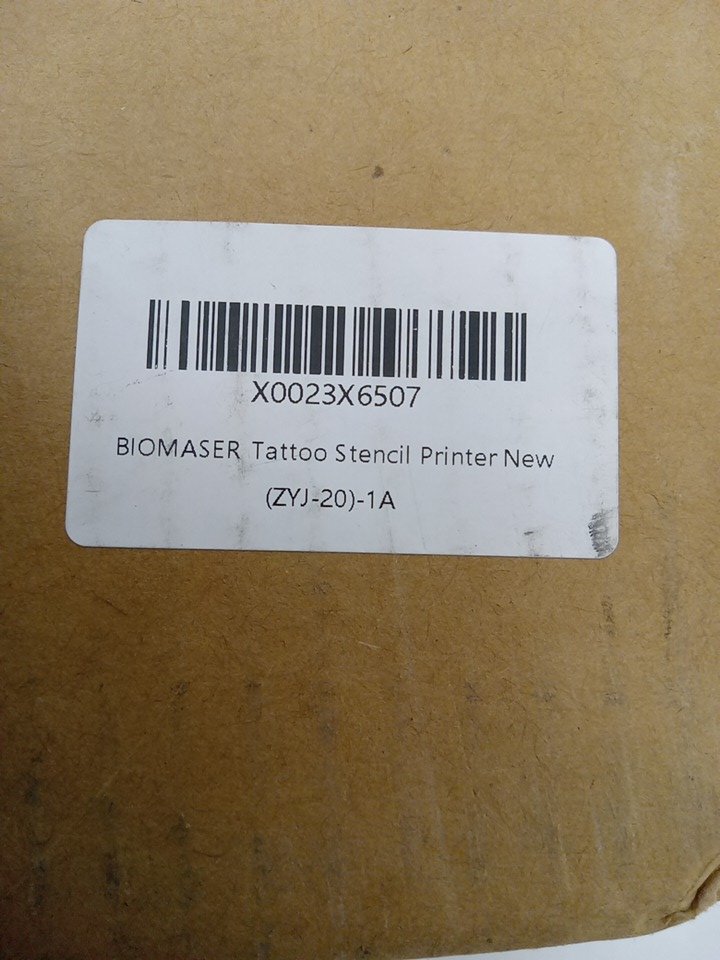 X0023X6507
BIOMASER Tattoo Stencil Printer New
(ZYJ-20)-1A